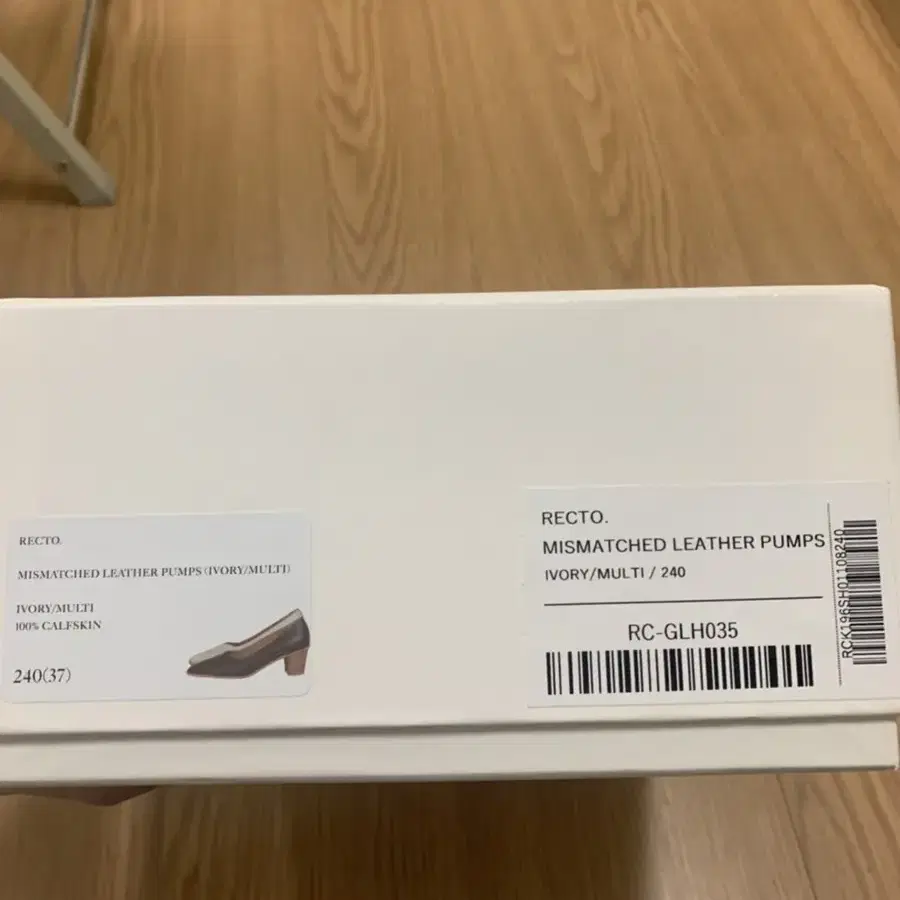 RECTO.
MISMATCHED LEATHER PUMPS (IVORY/MULTI)
IVORY/MULTI
100% CALFSKIN
240(37)
RECTO.
MISMATCHED LEATHER PUMPS
IVORY/MULTI / 240
RC-GLH035
RCK196SH01108240